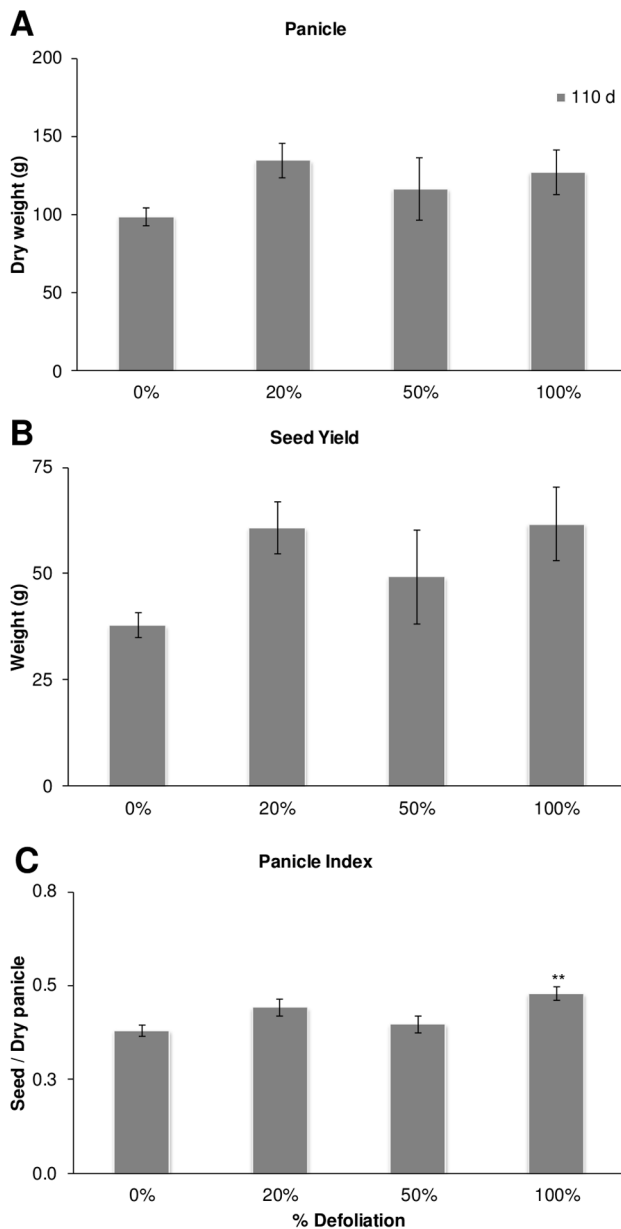 A
Panicle
200
110 d
150
Dry weight (g)
100
50
0
0% 20% 50% 100%
B
Seed Yield
75
50
Weight (g)
25
0
0% 20% 50% 100%
C
Panicle Index
0.8
**
0.5
Seed / Dry panicle
0.3
0.0
0% 20% 50% 100%
% Defoliation